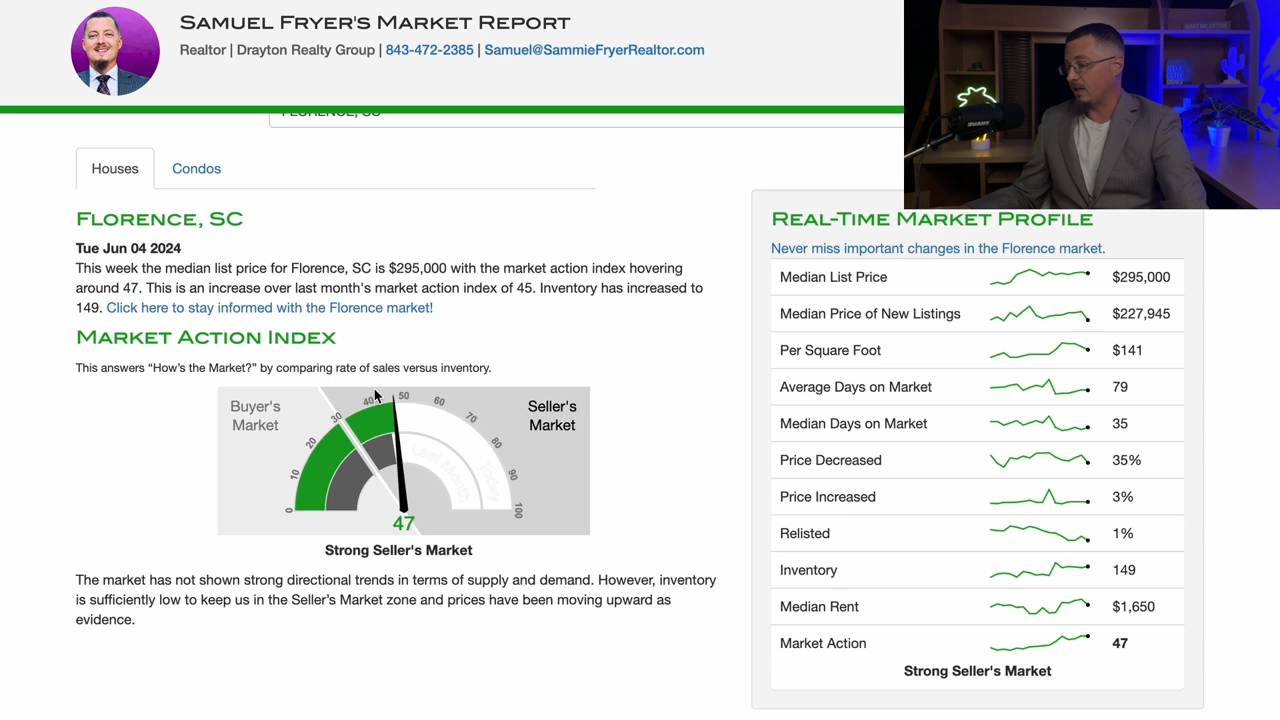 SAMUEL FRYER'S MARKET REPORT
Realtor | Drayton Realty Group | 843-472-2385 | Samuel@SammieFryerRealtor.com
FLORENCE, SC
Houses
Condos
FLORENCE, SC
Tue Jun 04 2024
This week the median list price for Florence, SC is $295,000 with the market action index hovering
around 47. This is an increase over last month's market action index of 45. Inventory has increased to
149. Click here to stay informed with the Florence market!
MARKET ACTION INDEX
This answers “How's the Market?” by comparing rate of sales versus inventory.
Buyer's
Market
Seller's
Market
0
10
20
30
40
50
60
70
80
90
100
Last Month
Today
47
Strong Seller's Market
The market has not shown strong directional trends in terms of supply and demand. However, inventory
is sufficiently low to keep us in the Seller’s Market zone and prices have been moving upward as
evidence.
REAL-TIME MARKET PROFILE
Never miss important changes in the Florence market.
Median List Price $295,000
Median Price of New Listings $227,945
Per Square Foot $141
Average Days on Market 79
Median Days on Market 35
Price Decreased 35%
Price Increased 3%
Relisted 1%
Inventory 149
Median Rent $1,650
Market Action 47
Strong Seller's Market